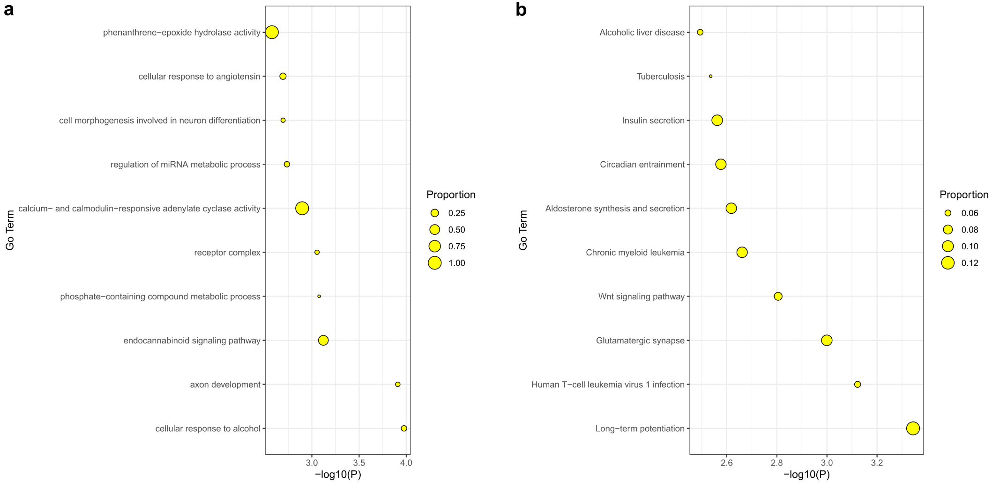 a
phenanthrene−epoxide hydrolase activity
cellular response to angiotensin
cell morphogenesis involved in neuron differentiation
regulation of miRNA metabolic process
calcium− and calmodulin−responsive adenylate cyclase activity
receptor complex
phosphate−containing compound metabolic process
endocannabinoid signaling pathway
axon development
cellular response to alcohol
Go Term
3.0 3.5 4.0
−log10(P)
Proportion
0.25
0.50
0.75
1.00
b
Alcoholic liver disease
Tuberculosis
Insulin secretion
Circadian entrainment
Aldosterone synthesis and secretion
Chronic myeloid leukemia
Wnt signaling pathway
Glutamatergic synapse
Human T−cell leukemia virus 1 infection
Long−term potentiation
Go Term
2.6 2.8 3.0 3.2
−log10(P)
Proportion
0.06
0.08
0.10
0.12